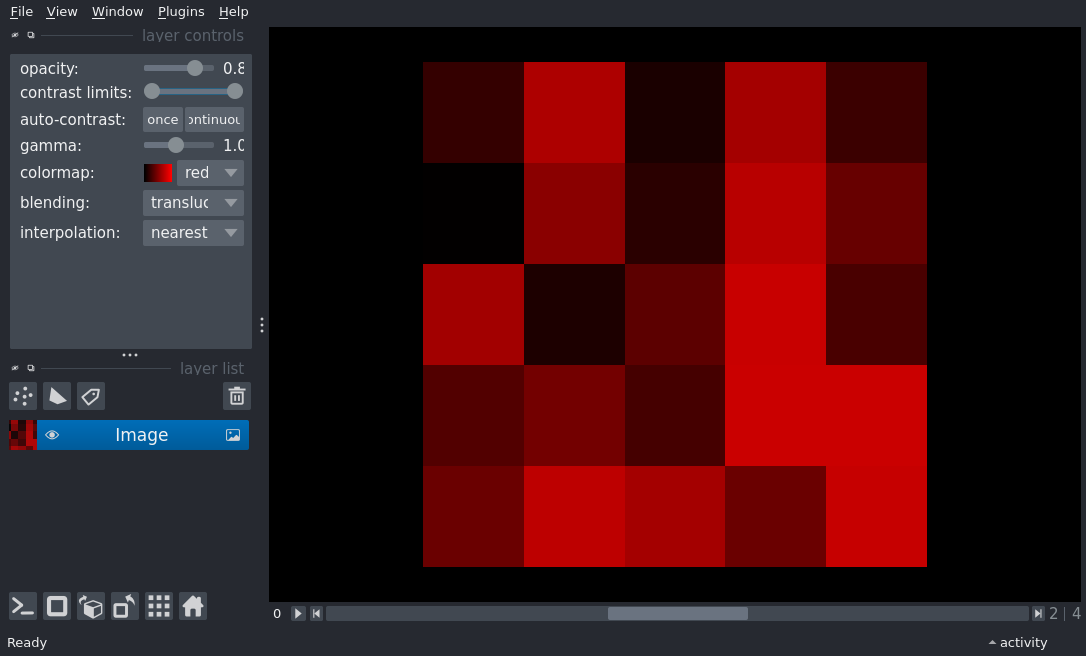 File View Window Plugins Help
layer controls
opacity: 0.8
contrast limits:
auto-contrast: once ontinuou
gamma: 1.0
colormap: red
blending: transluc
interpolation: nearest
layer list
Image
0 2 | 4
Ready
activity